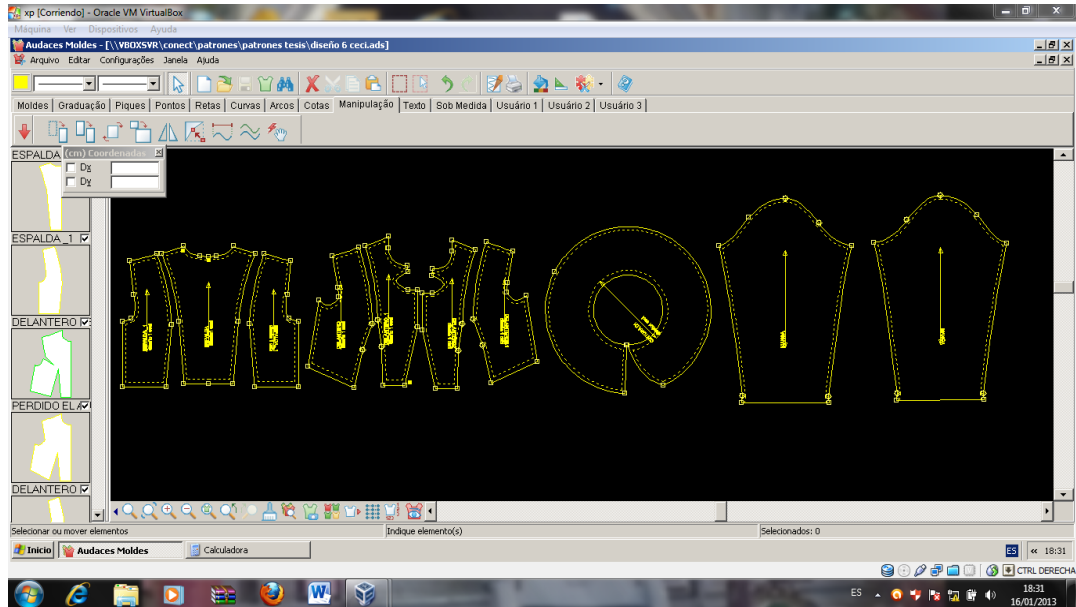 xp [Corriendo] - Oracle VM VirtualBox
Máquina Ver Dispositivos Ayuda
Audaces Moldes - [\\VBOXSVR\conect\patrones\patrones tesis\diseño 6 ceci.ads]
Arquivo Editar Configurações Janela Ajuda
Moldes Graduação Piques Pontos Retas Curvas Arcos Cotas Manipulação Texto Sob Medida Usuário 1 Usuário 2 Usuário 3
ESPALDA
(cm) Coordenadas
Dx
Dy
ESPALDA_1
DELANTERO
PERDIDO EL
DELANTERO
Selecionar ou mover elementos
Indique elemento(s)
Selecionados: 0
Inicio Audaces Moldes Calculadora ES « 18:31
CTRL DERECHA
ES 18:31
16/01/2013